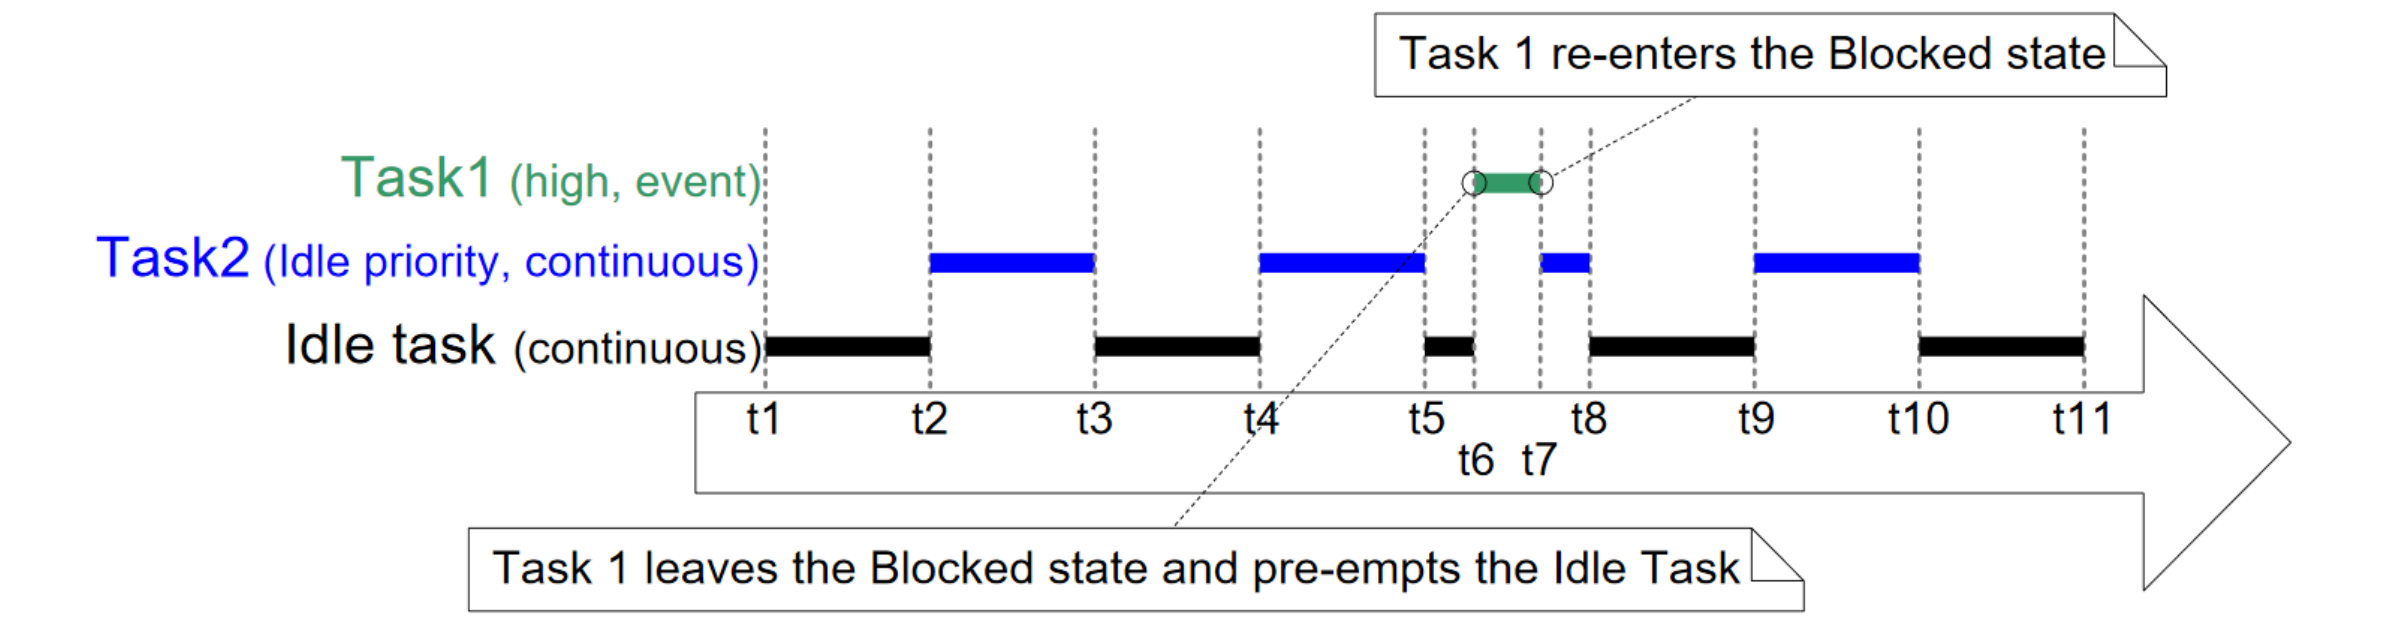 Task 1 re-enters the Blocked state
Task1 (high, event)
Task2 (Idle priority, continuous)
Idle task (continuous)
t1 t2 t3 t4 t5 t8 t9 t10 t11
t6 t7
Task 1 leaves the Blocked state and pre-empts the Idle Task